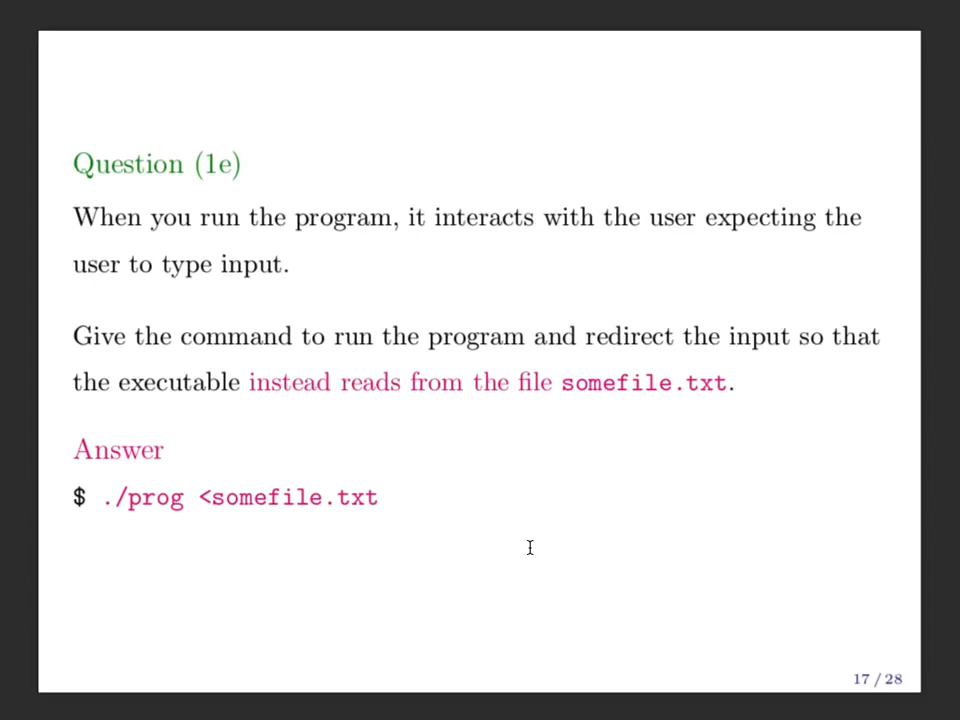 Question (1e)
When you run the program, it interacts with the user expecting the
user to type input.
Give the command to run the program and redirect the input so that
the executable instead reads from the file somefile.txt.
Answer
$ ./prog <somefile.txt
17 / 28